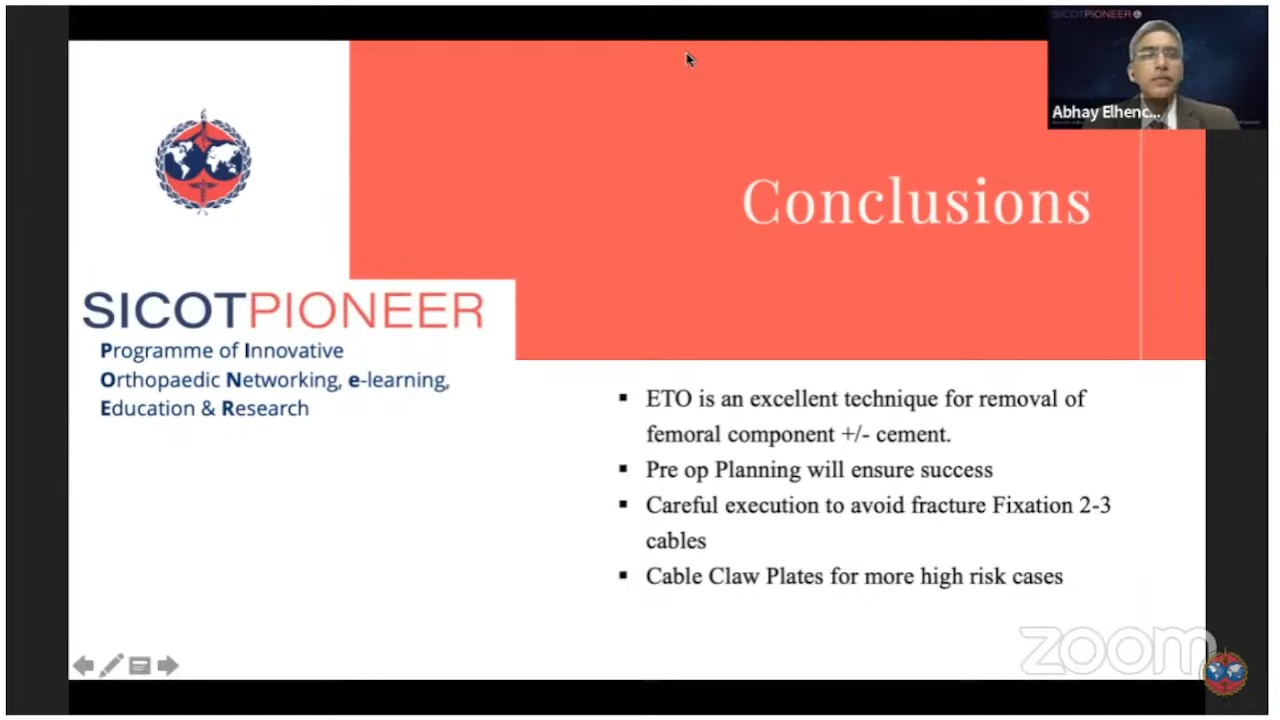 SICOTPIONEER
Abhay Elhenc...
Conclusions
SICOTPIONEER
Programme of Innovative
Orthopaedic Networking, e-learning,
Education & Research
▪ ETO is an excellent technique for removal of
femoral component +/- cement.
▪ Pre op Planning will ensure success
▪ Careful execution to avoid fracture Fixation 2-3
cables
▪ Cable Claw Plates for more high risk cases
zoom